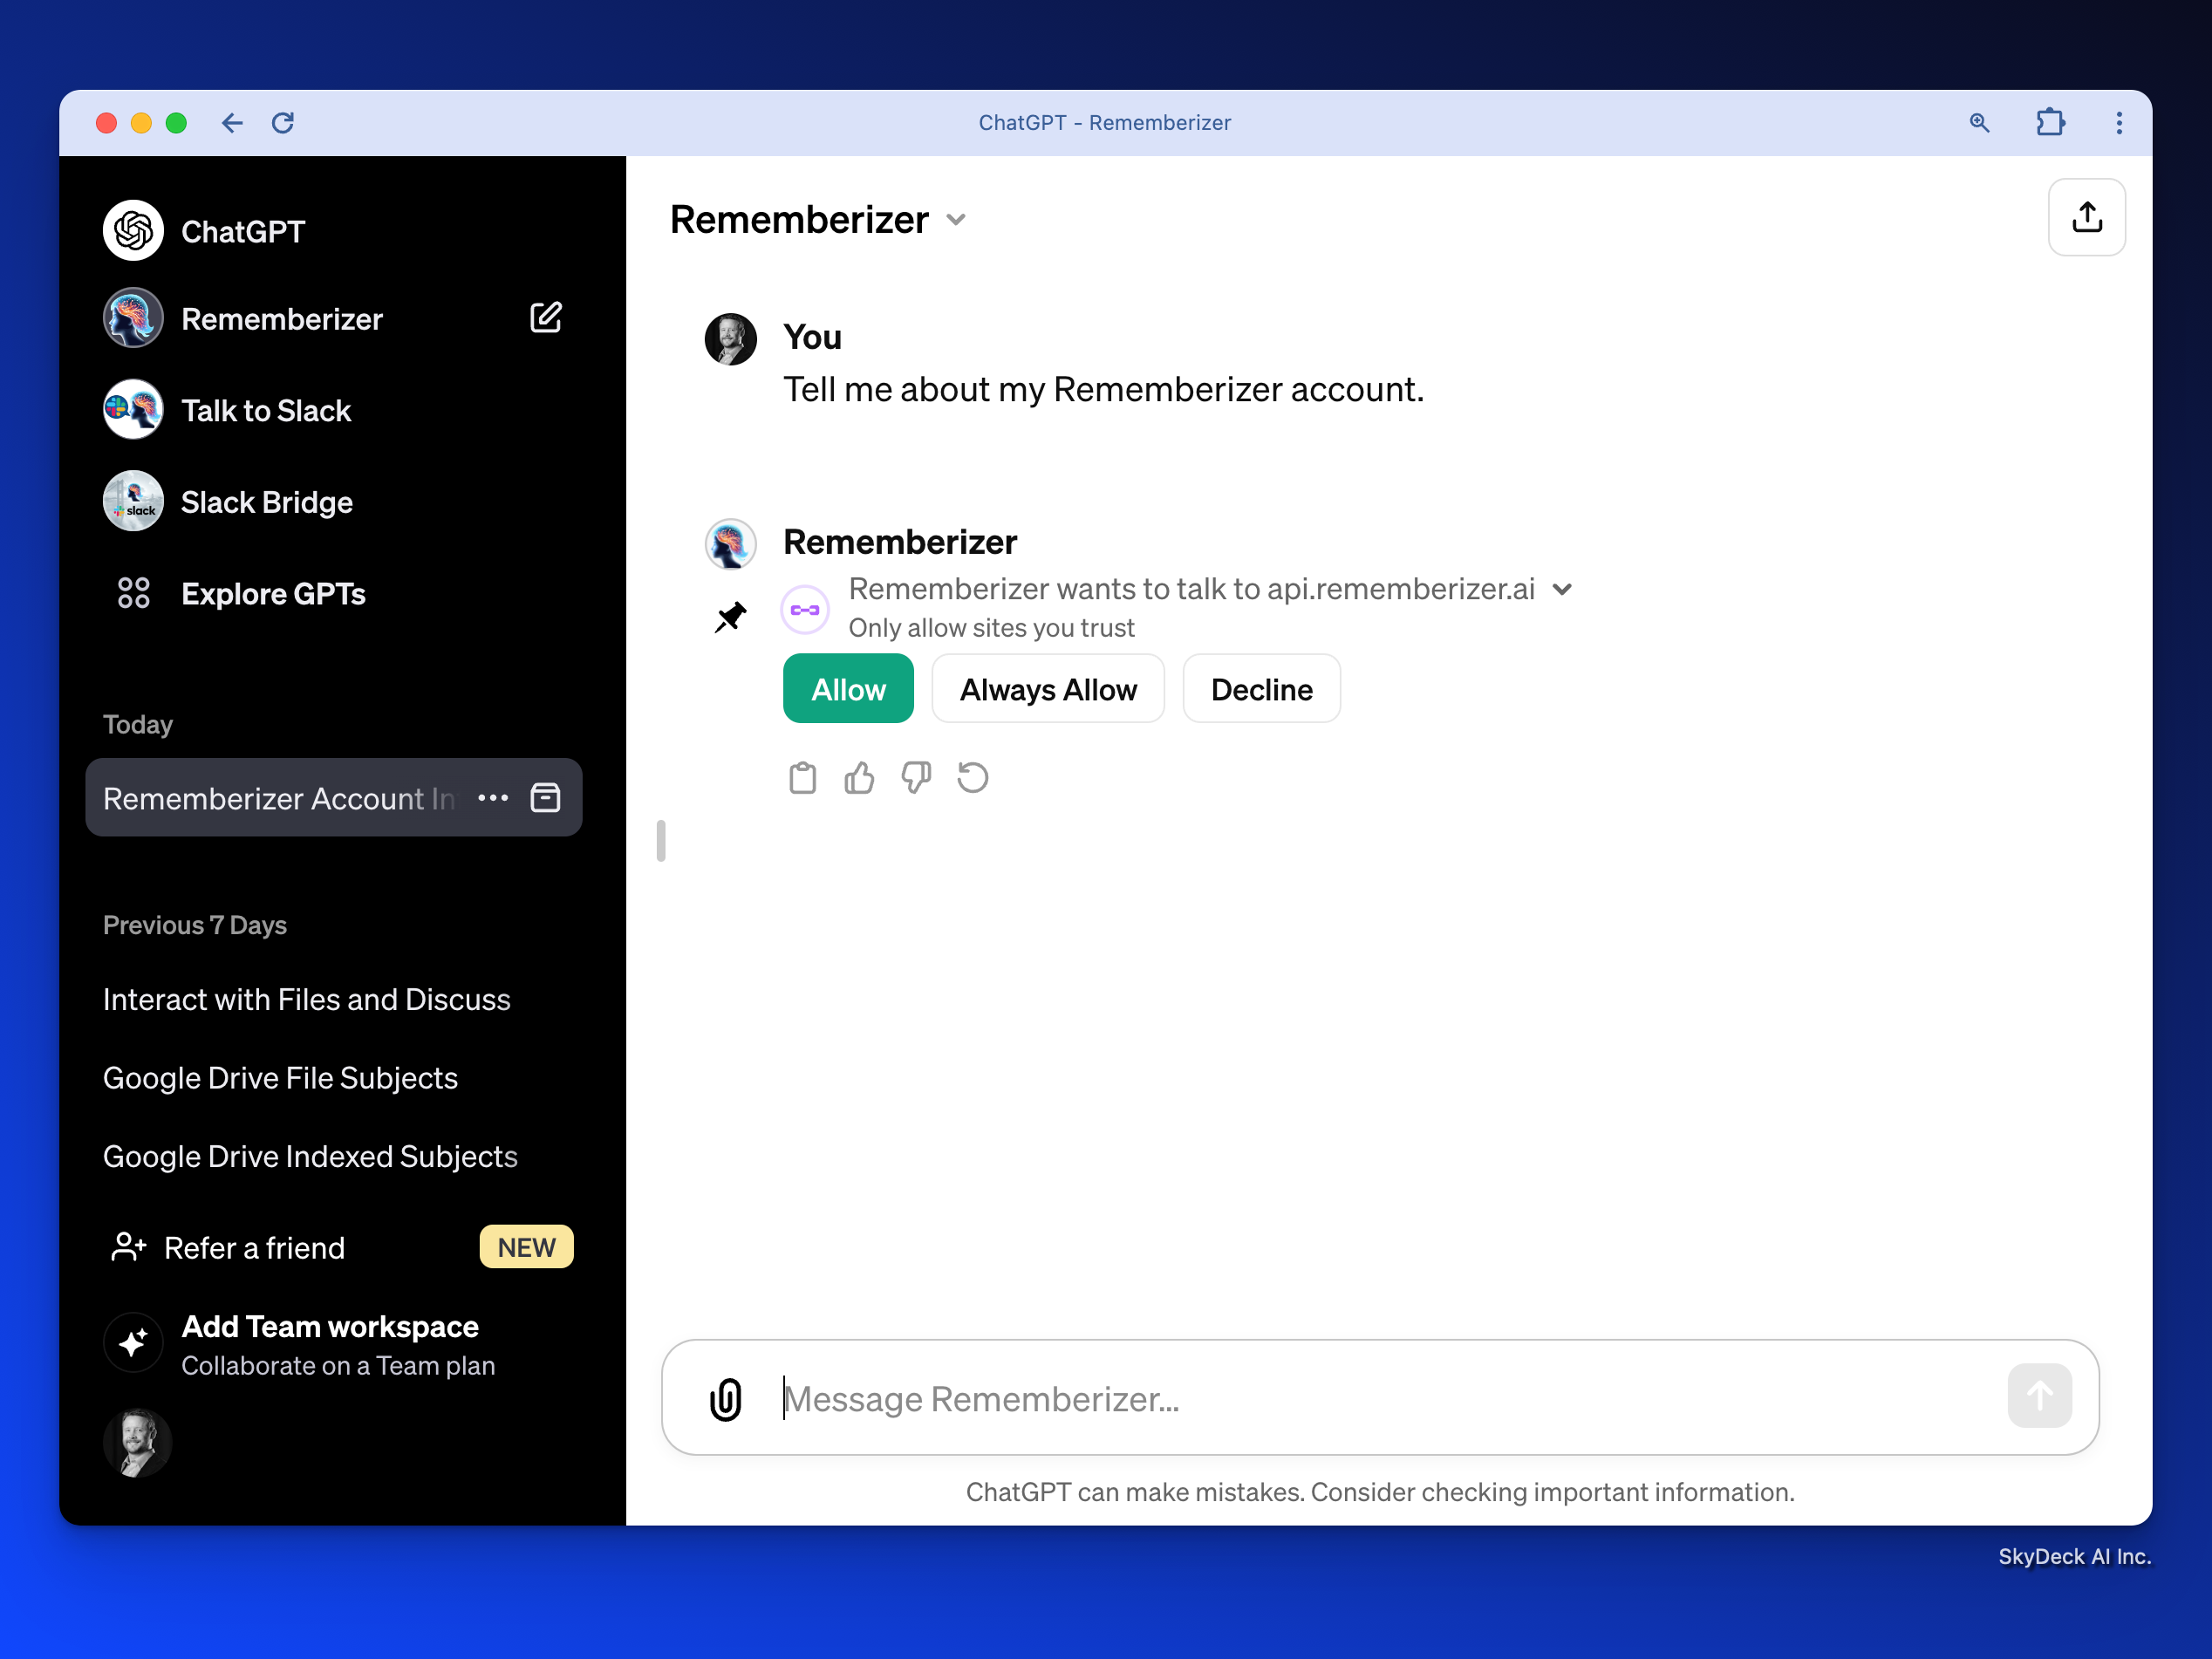 ChatGPT - Rememberizer
ChatGPT
Rememberizer
Talk to Slack
slack
Slack Bridge
Explore GPTs
Today
Rememberizer Account In
Previous 7 Days
Interact with Files and Discuss
Google Drive File Subjects
Google Drive Indexed Subjects
Refer a friend
NEW
Add Team workspace
Collaborate on a Team plan
Rememberizer
You
Tell me about my Rememberizer account.
Rememberizer
Rememberizer wants to talk to api.rememberizer.ai
Only allow sites you trust
Allow
Always Allow
Decline
Message Rememberizer...
ChatGPT can make mistakes. Consider checking important information.
SkyDeck AI Inc.